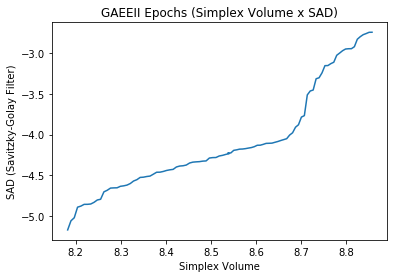 GAEEII Epochs (Simplex Volume x SAD)
SAD (Savitzky-Golay Filter)
−3.0
−3.5
−4.0
−4.5
−5.0
8.2 8.3 8.4 8.5 8.6 8.7 8.8
Simplex Volume